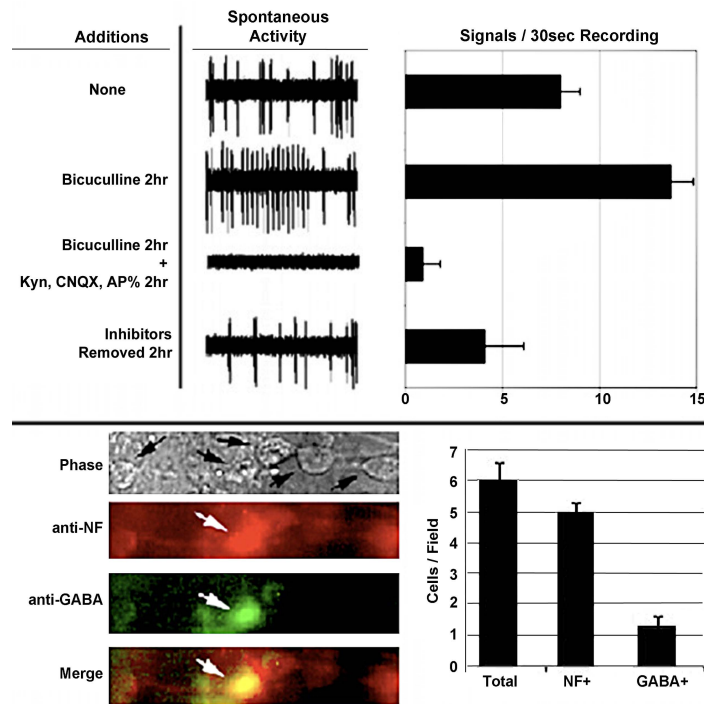 Additions
Spontaneous
Activity
Signals / 30sec Recording
None
Bicuculline 2hr
Bicuculline 2hr
+
Kyn, CNQX, AP% 2hr
Inhibitors
Removed 2hr
0
5
10
15
Phase
anti-NF
anti-GABA
Merge
Cells / Field
7
6
5
4
3
2
1
0
Total
NF+
GABA+